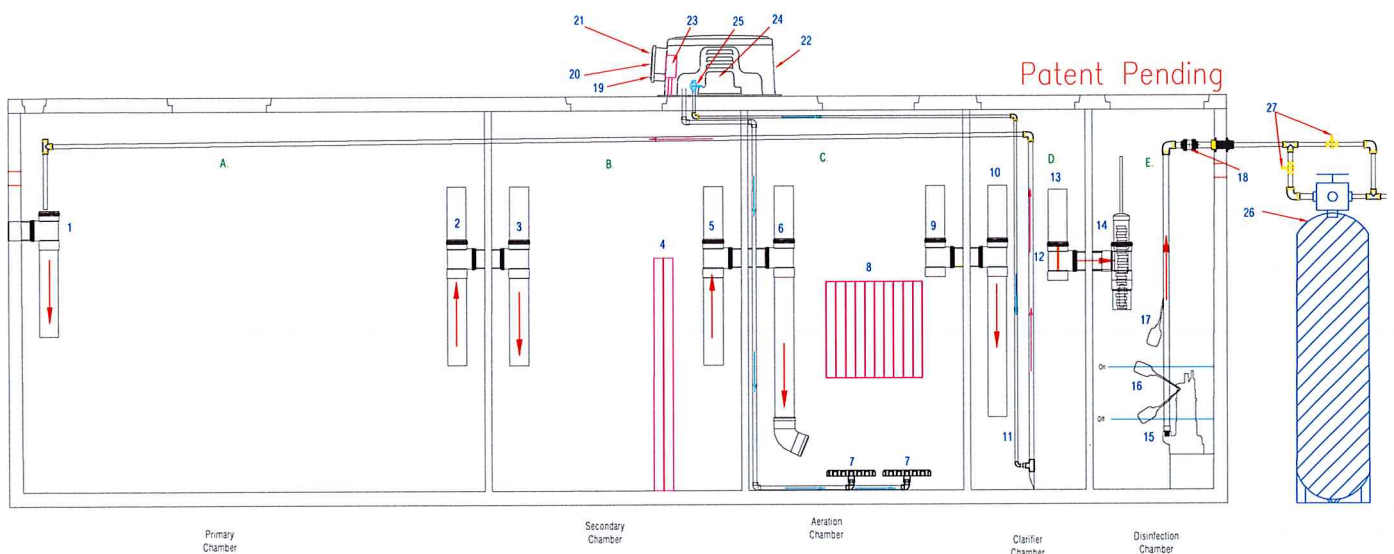 21
23
25
24
22
20
19
Patent Pending
27
A.
B.
C.
D.
E.
18
10
13
1
2
3
4
5
6
9
12
14
26
8
17
On
16
Off
11
15
7
7
Primary
Chamber
Secondary
Chamber
Aeration
Chamber
Clarifier
Chamber
Disinfection
Chamber